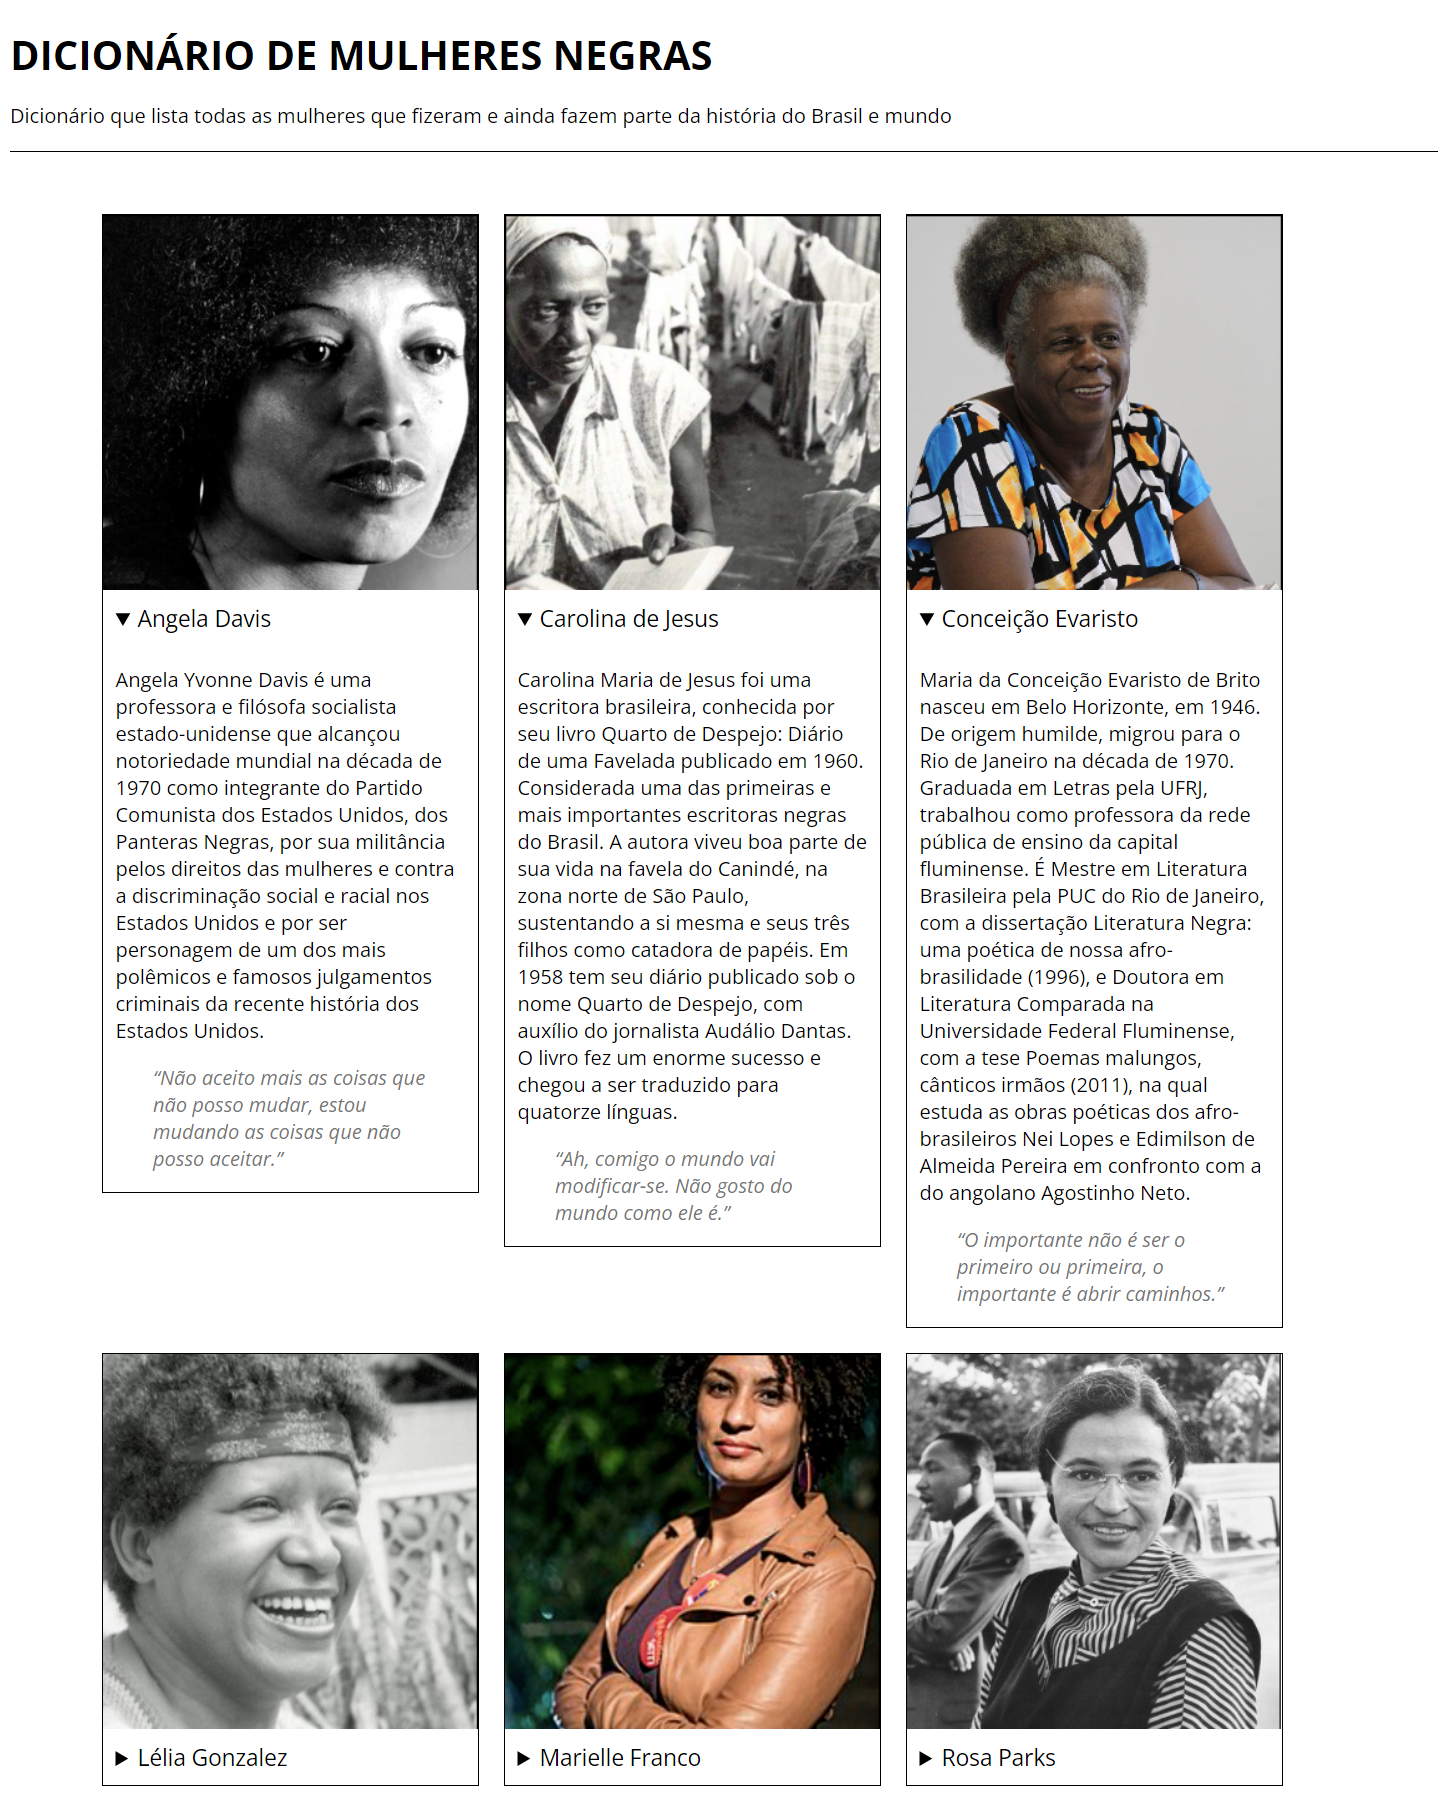 DICIONÁRIO DE MULHERES NEGRAS
Dicionário que lista todas as mulheres que fizeram e ainda fazem parte da história do Brasil e mundo
Angela Davis
Angela Yvonne Davis é uma
professora e filósofa socialista
estado-unidense que alcançou
notoriedade mundial na década de
1970 como integrante do Partido
Comunista dos Estados Unidos, dos
Panteras Negras, por sua militância
pelos direitos das mulheres e contra
a discriminação social e racial nos
Estados Unidos e por ser
personagem de um dos mais
polêmicos e famosos julgamentos
criminais da recente história dos
Estados Unidos.
“Não aceito mais as coisas que
não posso mudar, estou
mudando as coisas que não
posso aceitar.”
Carolina de Jesus
Carolina Maria de Jesus foi uma
escritora brasileira, conhecida por
seu livro Quarto de Despejo: Diário
de uma Favelada publicado em 1960.
Considerada uma das primeiras e
mais importantes escritoras negras
do Brasil. A autora viveu boa parte de
sua vida na favela do Canindé, na
zona norte de São Paulo,
sustentando a si mesma e seus três
filhos como catadora de papéis. Em
1958 tem seu diário publicado sob o
nome Quarto de Despejo, com
auxílio do jornalista Audálio Dantas.
O livro fez um enorme sucesso e
chegou a ser traduzido para
quatorze línguas.
“Ah, comigo o mundo vai
modificar-se. Não gosto do
mundo como ele é.”
Conceição Evaristo
Maria da Conceição Evaristo de Brito
nasceu em Belo Horizonte, em 1946.
De origem humilde, migrou para o
Rio de Janeiro na década de 1970.
Graduada em Letras pela UFRJ,
trabalhou como professora da rede
pública de ensino da capital
fluminense. É Mestre em Literatura
Brasileira pela PUC do Rio de Janeiro,
com a dissertação Literatura Negra:
uma poética de nossa afro-
brasilidade (1996), e Doutora em
Literatura Comparada na
Universidade Federal Fluminense,
com a tese Poemas malungos,
cânticos irmãos (2011), na qual
estuda as obras poéticas dos afro-
brasileiros Nei Lopes e Edimilson de
Almeida Pereira em confronto com a
do angolano Agostinho Neto.
“O importante não é ser o
primeiro ou primeira, o
importante é abrir caminhos.”
Lélia Gonzalez
Marielle Franco
Rosa Parks